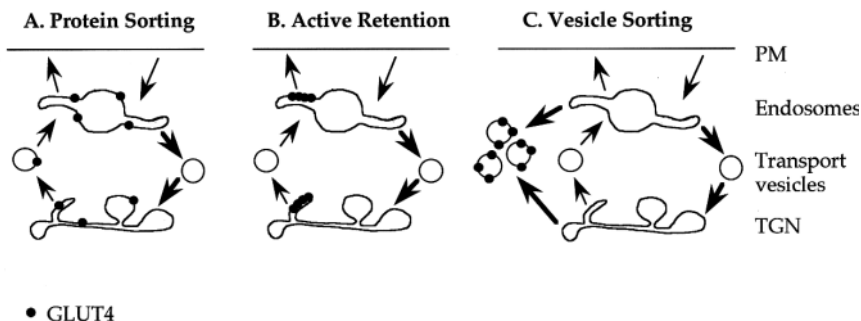 A. Protein Sorting
B. Active Retention
C. Vesicle Sorting
PM
Endosomes
Transport
vesicles
TGN
GLUT4